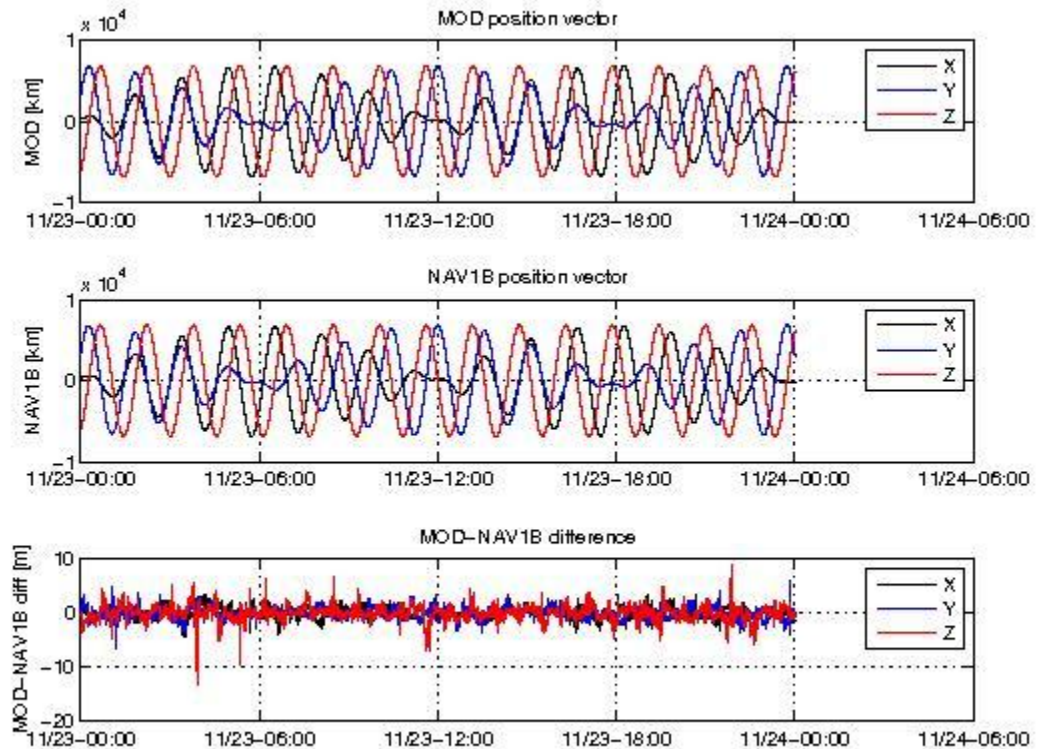 MOD position vector
x 10^4
1
0
−1
MOD [km]
X
Y
Z
11/23−00:00 11/23−06:00 11/23−12:00 11/23−18:00 11/24−00:00 11/24−06:00
NAV1B position vector
x 10^4
1
0
−1
NAV1B [km]
X
Y
Z
11/23−00:00 11/23−06:00 11/23−12:00 11/23−18:00 11/24−00:00 11/24−06:00
MOD−NAV1B difference
10
0
−10
−20
MOD−NAV1B diff [m]
X
Y
Z
11/23−00:00 11/23−06:00 11/23−12:00 11/23−18:00 11/24−00:00 11/24−06:00